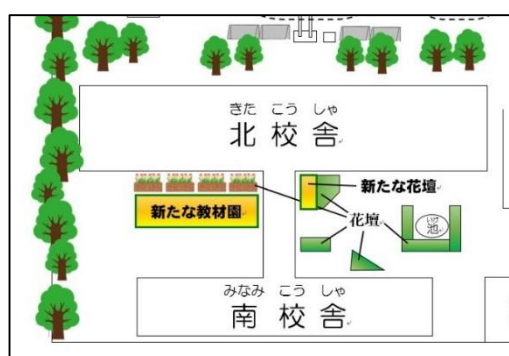 きた こう しゃ
北校舎
新たな花壇
新たな教材園
花壇
いけ
池
みなみ こう しゃ
南校舎